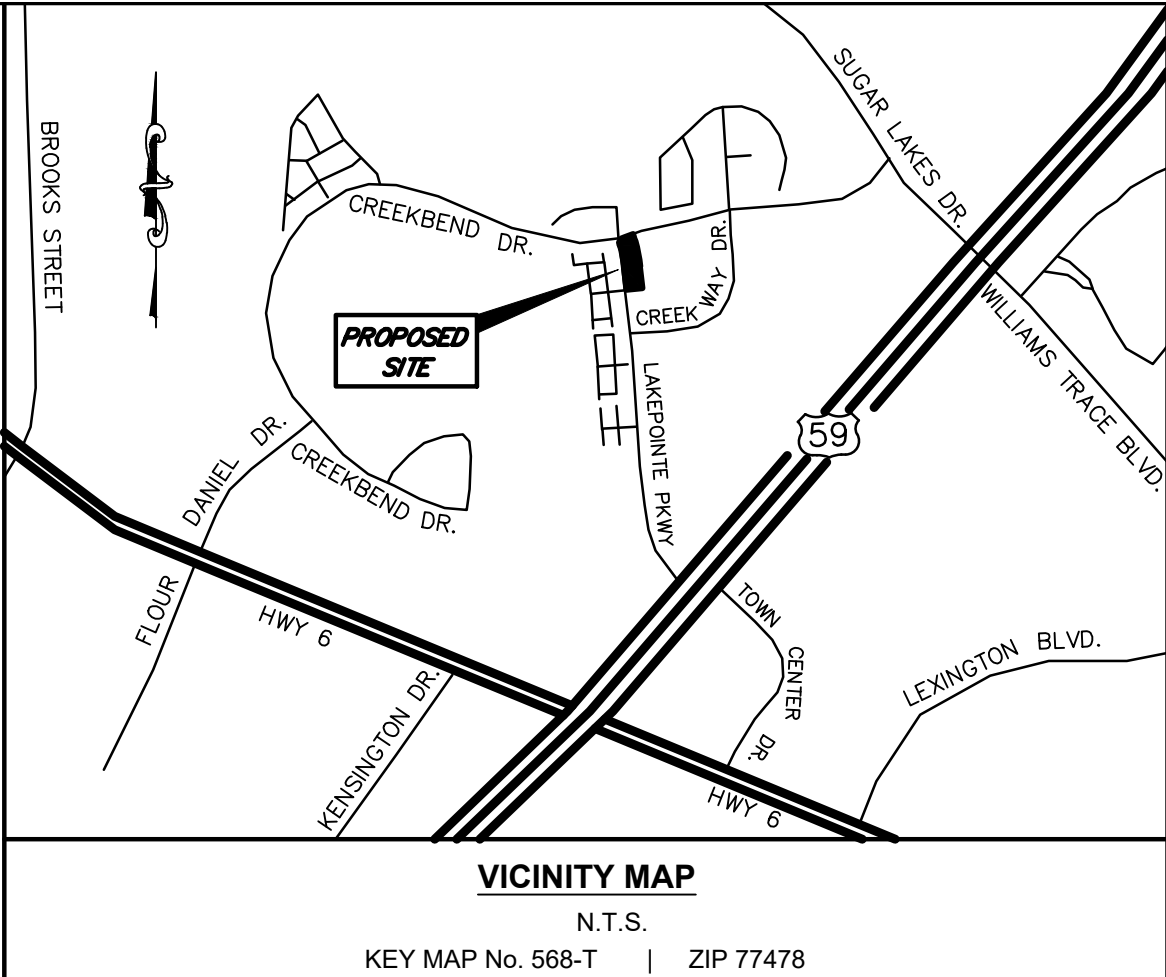 BROOKS STREET
SUGAR LAKES DR.
CREEKBEND DR.
CREEK WAY DR.
PROPOSED
SITE
WILLIAMS TRACE BLVD.
LAKEPOINTE PKWY
59
FLOUR DANIEL DR.
CREEKBEND DR.
HWY 6
KENSINGTON DR.
TOWN CENTER DR.
LEXINGTON BLVD.
HWY 6
VICINITY MAP
N.T.S.
KEY MAP No. 568-T | ZIP 77478